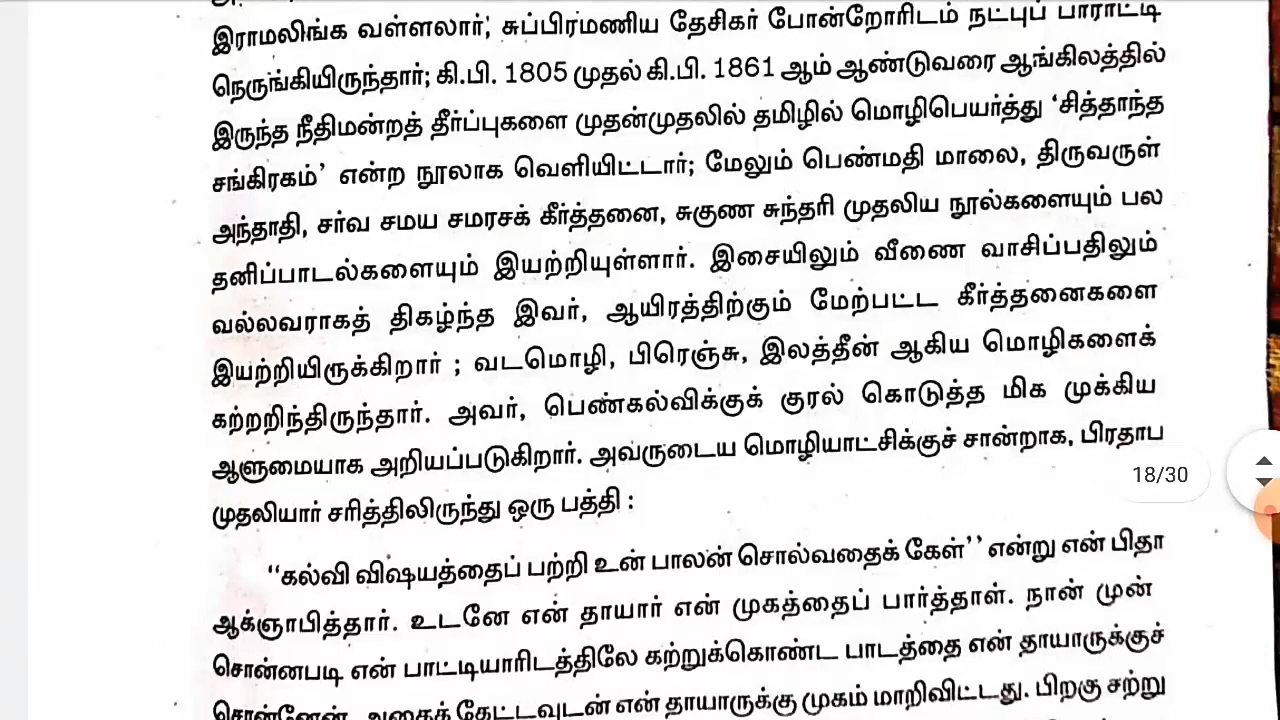 இராமலிங்க வள்ளலார்; சுப்பிரமணிய தேசிகர் போன்றோரிடம் நட்புப் பாராட்டி
நெருங்கியிருந்தார்; கி.பி. 1805 முதல் கி.பி. 1861 ஆம் ஆண்டுவரை ஆங்கிலத்தில்
இருந்த நீதிமன்றத் தீர்ப்புகளை முதன்முதலில் தமிழில் மொழிபெயர்த்து ‘சித்தாந்த
சங்கிரகம்’ என்ற நூலாக வெளியிட்டார்; மேலும் பெண்மதி மாலை, திருவருள்
அந்தாதி, சர்வ சமய சமரசக் கீர்த்தனை, சுகுண சுந்தரி முதலிய நூல்களையும் பல
தனிப்பாடல்களையும் இயற்றியுள்ளார். இசையிலும் வீணை வாசிப்பதிலும்
வல்லவராகத் திகழ்ந்த இவர், ஆயிரத்திற்கும் மேற்பட்ட கீர்த்தனைகளை
இயற்றியிருக்கிறார் ; வடமொழி, பிரெஞ்சு, இலத்தீன் ஆகிய மொழிகளைக்
கற்றறிந்திருந்தார். அவர், பெண்கல்விக்குக் குரல் கொடுத்த மிக முக்கிய
ஆளுமையாக அறியப்படுகிறார். அவருடைய மொழியாட்சிக்குச் சான்றாக, பிரதாப
18/30
முதலியார் சரித்திலிருந்து ஒரு பத்தி :
“கல்வி விஷயத்தைப் பற்றி உன் பாலன் சொல்வதைக் கேள்’’ என்று என் பிதா
ஆக்ஞாபித்தார். உடனே என் தாயார் என் முகத்தைப் பார்த்தாள். நான் முன்
சொன்னபடி என் பாட்டியாரிடத்திலே கற்றுக்கொண்ட பாடத்தை என் தாயாருக்குச்
சொன்னேன். அதைக் கேட்டவுடன் என் தாயாருக்கு முகம் மாறிவிட்டது. பிறகு சற்று